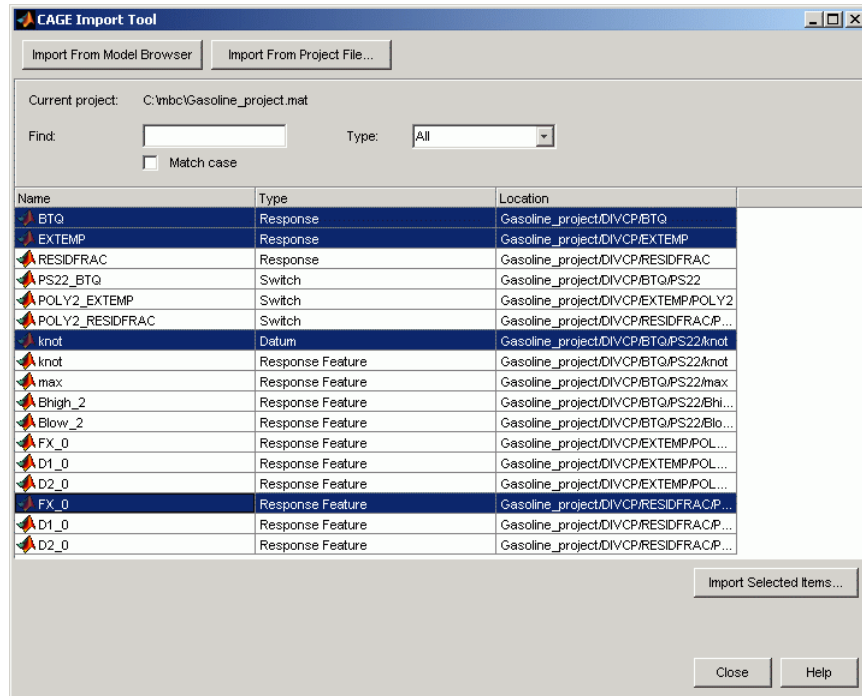 CAGE Import Tool
Import From Model Browser Import From Project File...
Current project: C:\mbc\Gasoline_project.mat
Find: Type: All
Match case
Name Type Location
BTQ Response Gasoline_project/DIVCP/BTQ
EXTEMP Response Gasoline_project/DIVCP/EXTEMP
RESIDFRAC Response Gasoline_project/DIVCP/RESIDFRAC
PS22_BTQ Switch Gasoline_project/DIVCP/BTQ/PS22
POLY2_EXTEMP Switch Gasoline_project/DIVCP/EXTEMP/POLY2
POLY2_RESIDFRAC Switch Gasoline_project/DIVCP/RESIDFRAC/P...
knot Datum Gasoline_project/DIVCP/BTQ/PS22/knot
knot Response Feature Gasoline_project/DIVCP/BTQ/PS22/knot
max Response Feature Gasoline_project/DIVCP/BTQ/PS22/max
Bhigh_2 Response Feature Gasoline_project/DIVCP/BTQ/PS22/Bhi...
Blow_2 Response Feature Gasoline_project/DIVCP/BTQ/PS22/Blo...
FX_0 Response Feature Gasoline_project/DIVCP/EXTEMP/POL...
D1_0 Response Feature Gasoline_project/DIVCP/EXTEMP/POL...
D2_0 Response Feature Gasoline_project/DIVCP/EXTEMP/POL...
FX_0 Response Feature Gasoline_project/DIVCP/RESIDFRAC/P...
D1_0 Response Feature Gasoline_project/DIVCP/RESIDFRAC/P...
D2_0 Response Feature Gasoline_project/DIVCP/RESIDFRAC/P...
Import Selected Items...
Close Help